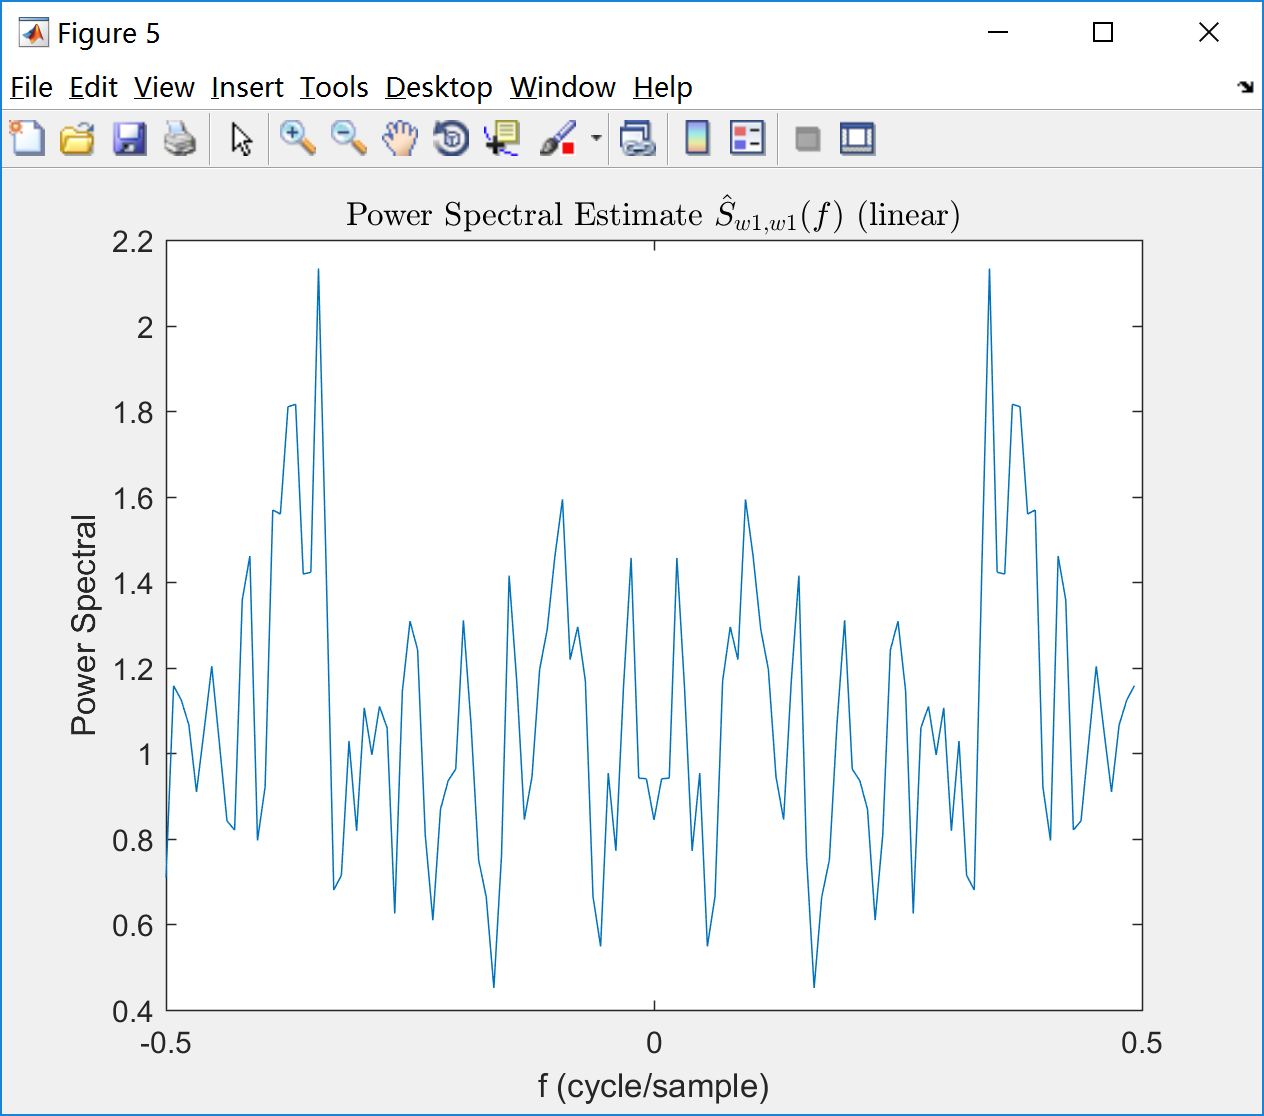 Figure 5
File Edit View Insert Tools Desktop Window Help
Power Spectral Estimate $\hat{S}_{w1,w1}(f)$ (linear)
2.2
2
1.8
1.6
1.4
1.2
1
0.8
0.6
0.4
Power Spectral
-0.5 0 0.5
f (cycle/sample)